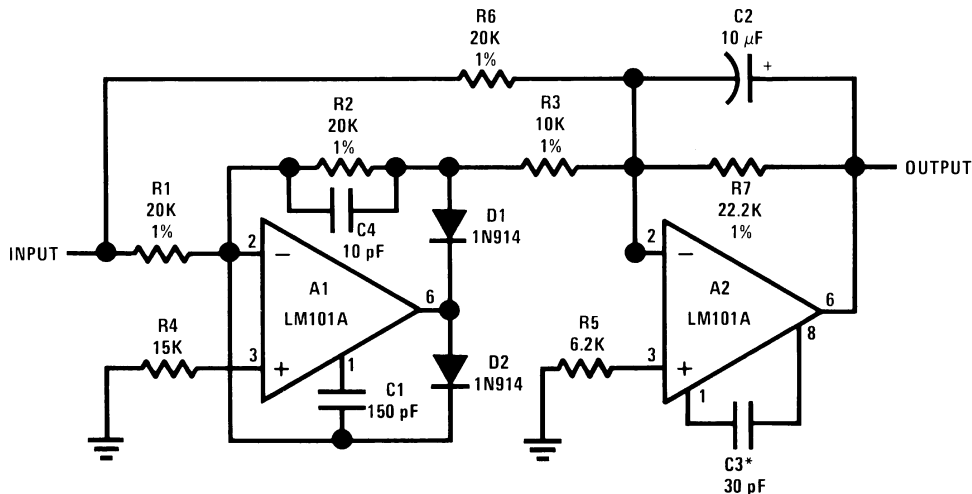 R6
20K
1%
C2
10 μF
+
R2
20K
1%
R3
10K
1%
OUTPUT
R1
20K
1%
C4
10 pF
D1
1N914
R7
22.2K
1%
INPUT
2
−
A1
LM101A
6
2
−
A2
LM101A
6
8
R4
15K
3
+
1
C1
150 pF
D2
1N914
R5
6.2K
3
+
1
C3*
30 pF